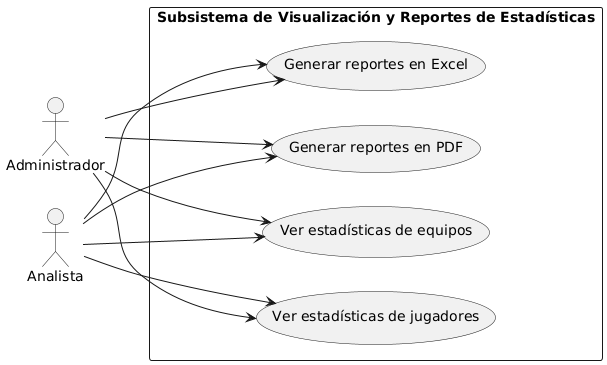 Subsistema de Visualización y Reportes de Estadísticas
Generar reportes en Excel
Administrador
Generar reportes en PDF
Ver estadísticas de equipos
Analista
Ver estadísticas de jugadores